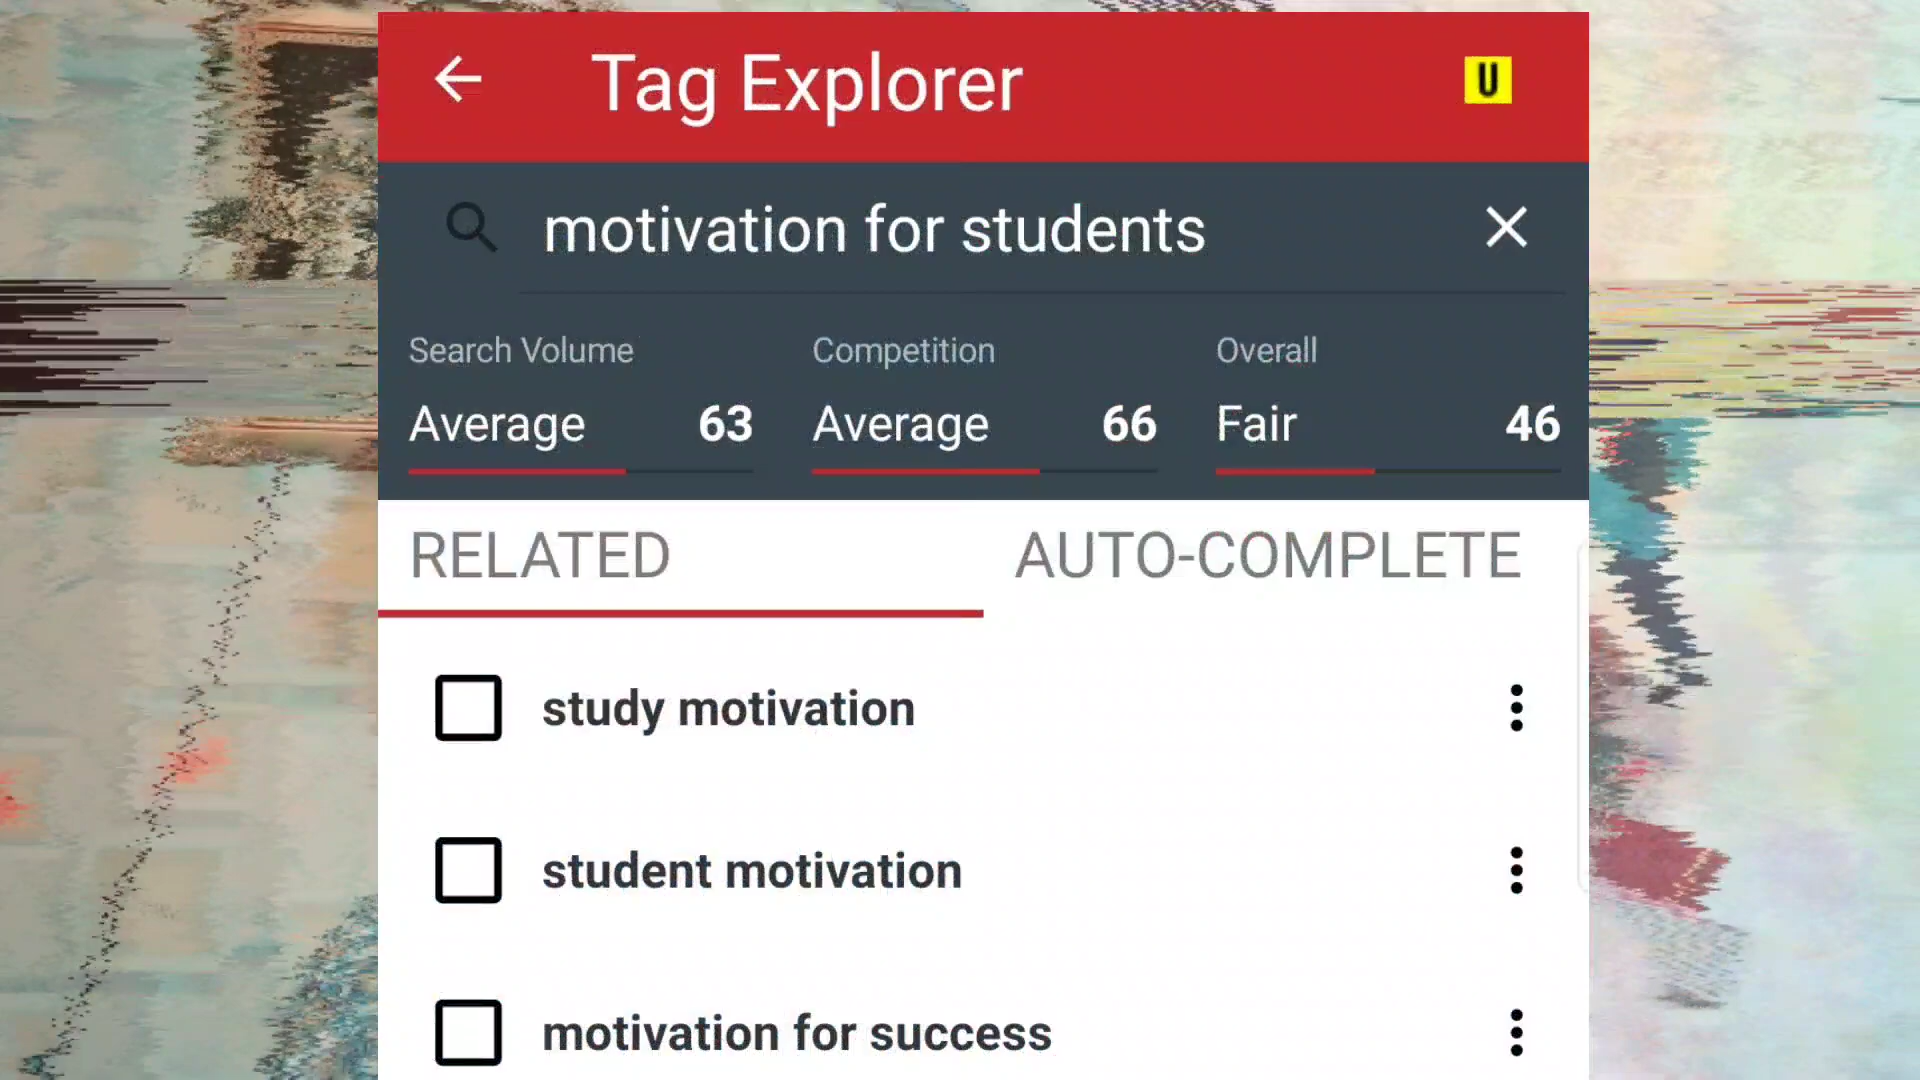 Tag Explorer
U
motivation for students
Search Volume Competition Overall
Average 63 Average 66 Fair 46
RELATED AUTO-COMPLETE
study motivation
student motivation
motivation for success